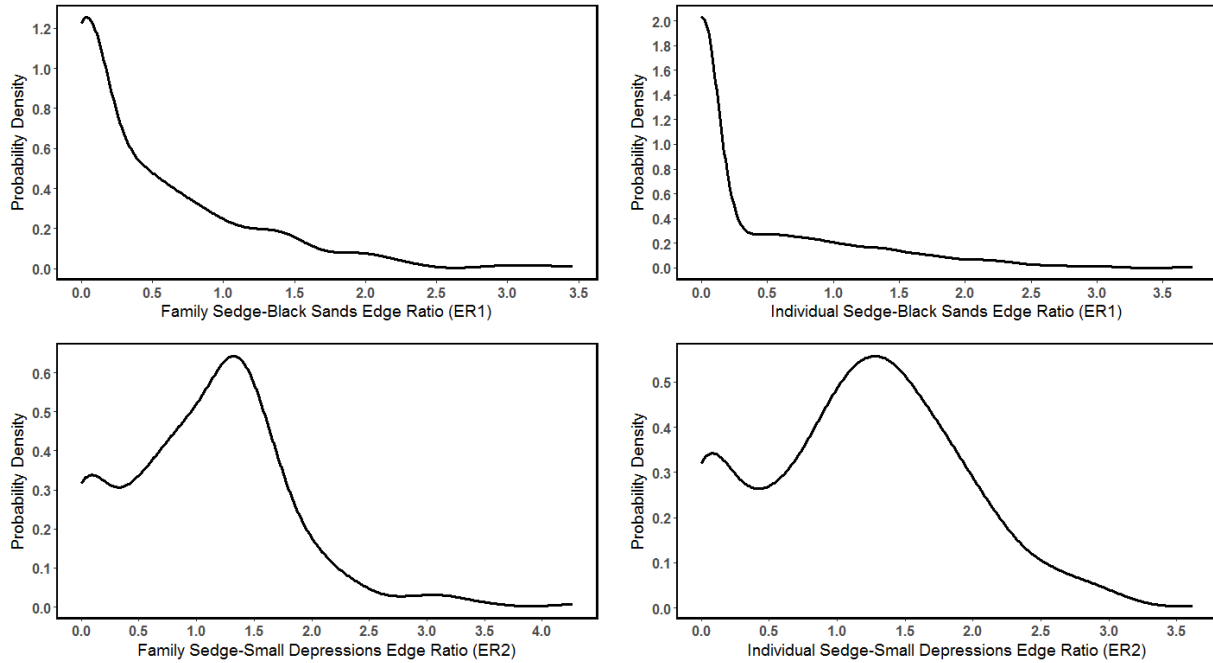 Probability Density
1.2
1.0
0.8
0.6
0.4
0.2
0.0
0.0 0.5 1.0 1.5 2.0 2.5 3.0 3.5
Family Sedge-Black Sands Edge Ratio (ER1)
Probability Density
2.0
1.8
1.6
1.4
1.2
1.0
0.8
0.6
0.4
0.2
0.0
0.0 0.5 1.0 1.5 2.0 2.5 3.0 3.5
Individual Sedge-Black Sands Edge Ratio (ER1)
Probability Density
0.6
0.5
0.4
0.3
0.2
0.1
0.0
0.0 0.5 1.0 1.5 2.0 2.5 3.0 3.5 4.0
Family Sedge-Small Depressions Edge Ratio (ER2)
Probability Density
0.5
0.4
0.3
0.2
0.1
0.0
0.0 0.5 1.0 1.5 2.0 2.5 3.0 3.5
Individual Sedge-Small Depressions Edge Ratio (ER2)